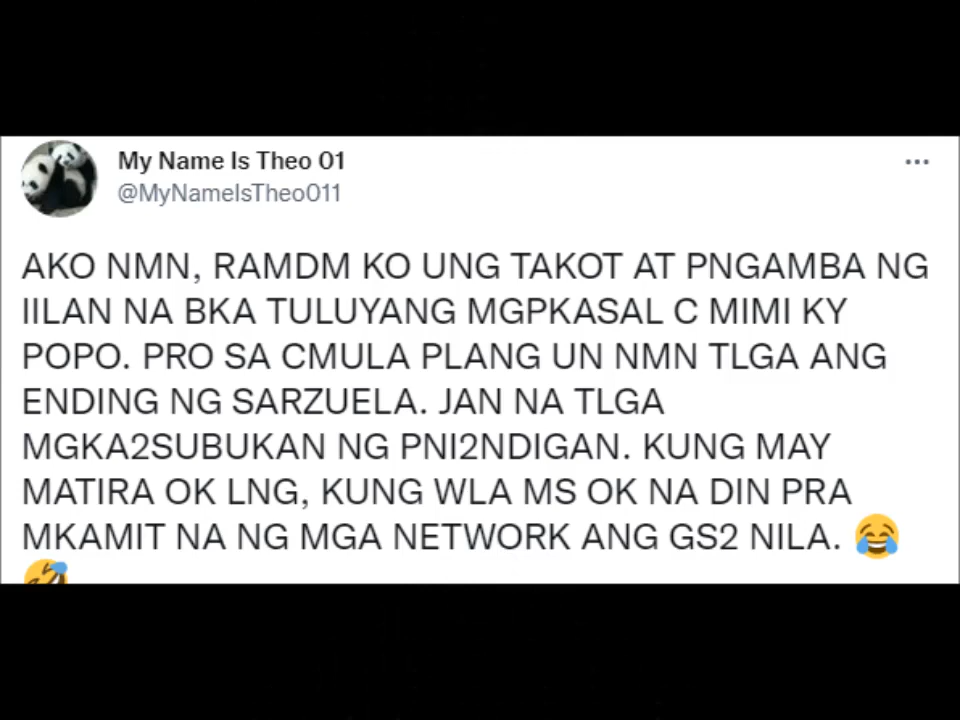 My Name Is Theo 01
@MyNameIsTheo011
AKO NMN, RAMDM KO UNG TAKOT AT PNGAMBA NG
IILAN NA BKA TULUYANG MGPKASAL C MIMI KY
POPO. PRO SA CMULA PLANG UN NMN TLGA ANG
ENDING NG SARZUELA. JAN NA TLGA
MGKA2SUBUKAN NG PNI2NDIGAN. KUNG MAY
MATIRA OK LNG, KUNG WLA MS OK NA DIN PRA
MKAMIT NA NG MGA NETWORK ANG GS2 NILA. 😂
🤣